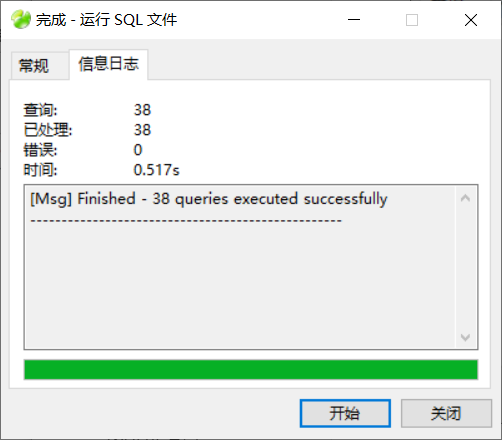 完成 - 运行 SQL 文件
常规 信息日志
查询: 38
已处理: 38
错误: 0
时间: 0.517s
[Msg] Finished - 38 queries executed successfully
--------------------------------------------------
开始 关闭